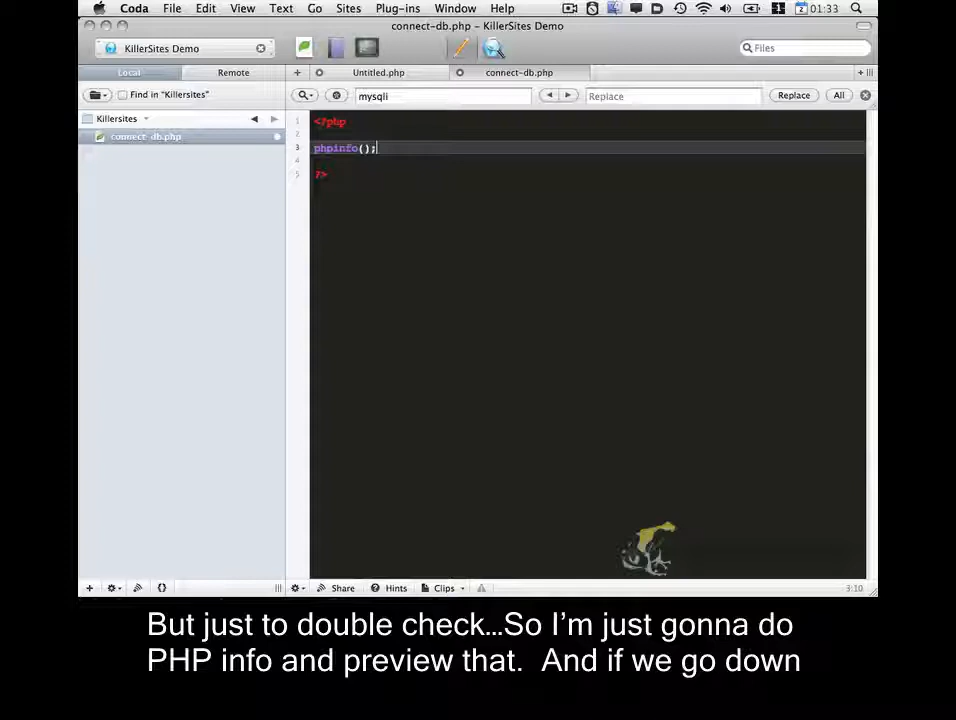 Coda File Edit View Text Go Sites Plug-ins Window Help 01:33
connect-db.php – KillerSites Demo
KillerSites Demo
Files
Local Remote
Untitled.php
connect-db.php
Find in "Killersites"
mysqli
Replace
Replace
All
Killersites
connect-db.php
1 <?php
2
3 phpinfo();
4
5 ?>
Share Hints Clips
3:10
But just to double check…So I'm just gonna do
PHP info and preview that. And if we go down